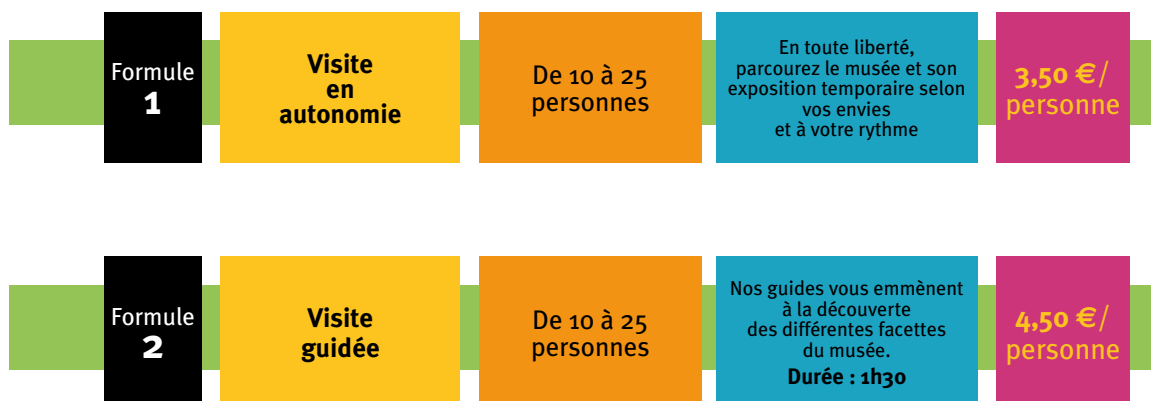 Formule
1
Visite
en
autonomie
De 10 à 25
personnes
En toute liberté,
parcourez le musée et son
exposition temporaire selon
vos envies
et à votre rythme
3,50 €/
personne
Formule
2
Visite
guidée
De 10 à 25
personnes
Nos guides vous emmènent
à la découverte
des différentes facettes
du musée.
Durée : 1h30
4,50 €/
personne